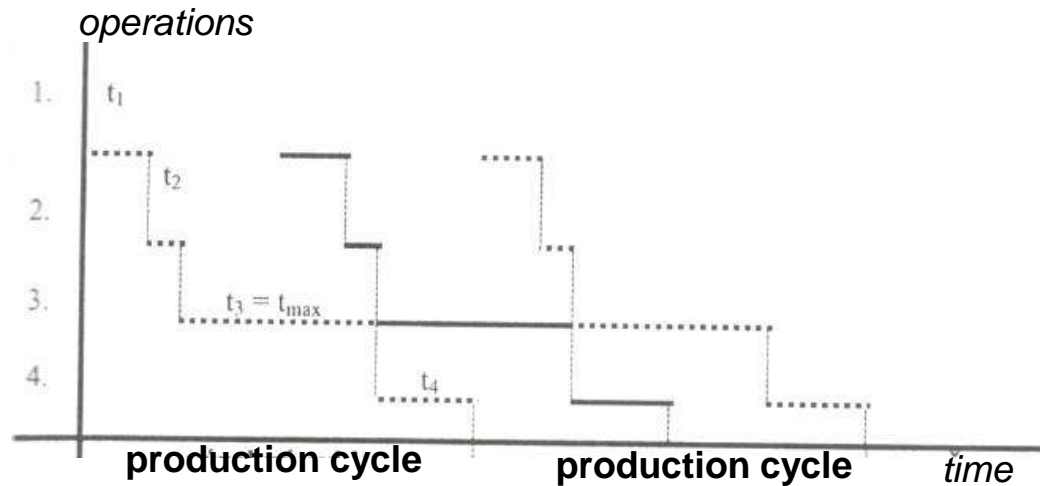 operations
1. t1
t2
2.
3. t3 = tmax
4. t4
production cycle production cycle time